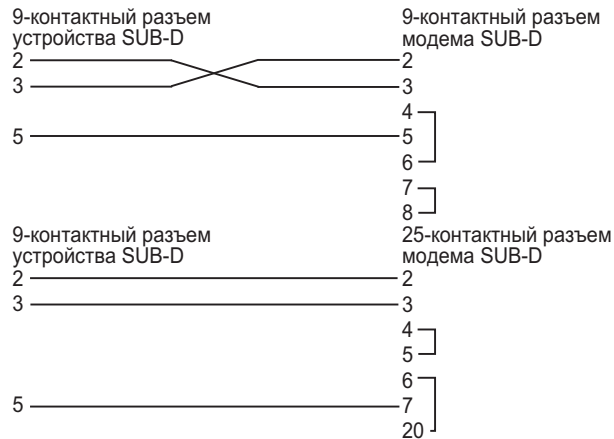 9-контактный разъем
устройства SUB-D
9-контактный разъем
модема SUB-D
2 2
3 3
4
5 5
6
7
8
9-контактный разъем
устройства SUB-D
25-контактный разъем
модема SUB-D
2 2
3 3
4
5
6
5 7
20